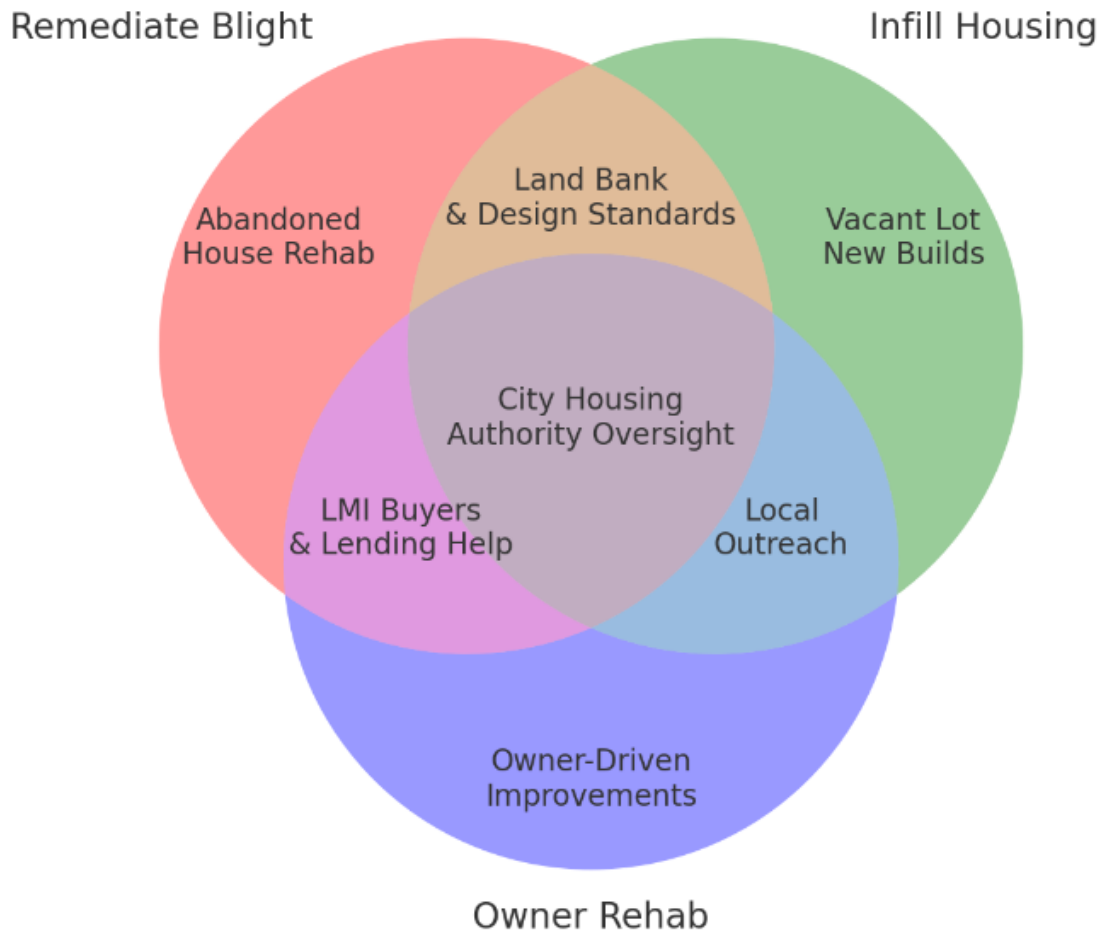 Remediate Blight
Infill Housing
Land Bank
& Design Standards
Abandoned
House Rehab
Vacant Lot
New Builds
City Housing
Authority Oversight
LMI Buyers
& Lending Help
Local
Outreach
Owner-Driven
Improvements
Owner Rehab